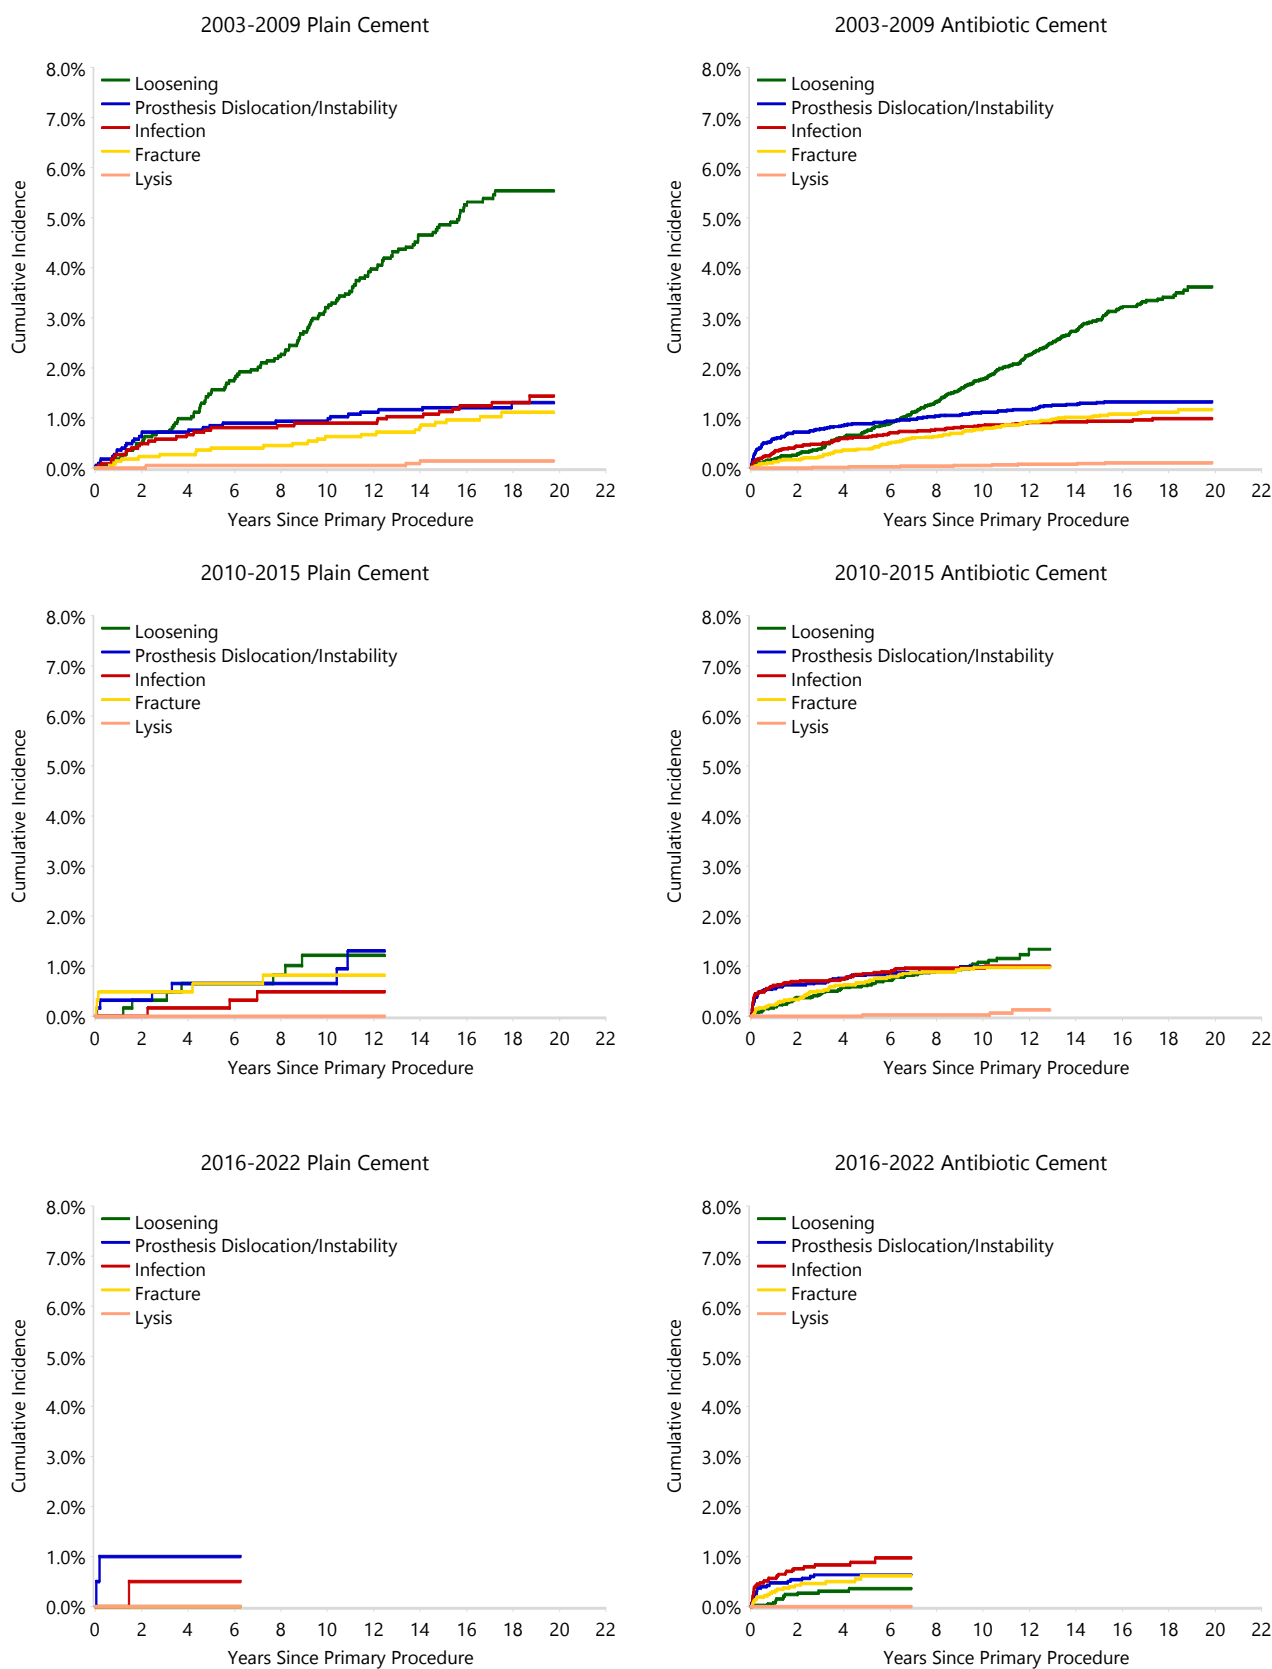 2003-2009 Plain Cement
8.0%
7.0%
6.0%
5.0%
4.0%
3.0%
2.0%
1.0%
0.0%
Cumulative Incidence
Loosening
Prosthesis Dislocation/Instability
Infection
Fracture
Lysis
0 2 4 6 8 10 12 14 16 18 20 22
Years Since Primary Procedure
2003-2009 Antibiotic Cement
8.0%
7.0%
6.0%
5.0%
4.0%
3.0%
2.0%
1.0%
0.0%
Cumulative Incidence
Loosening
Prosthesis Dislocation/Instability
Infection
Fracture
Lysis
0 2 4 6 8 10 12 14 16 18 20 22
Years Since Primary Procedure
2010-2015 Plain Cement
8.0%
7.0%
6.0%
5.0%
4.0%
3.0%
2.0%
1.0%
0.0%
Cumulative Incidence
Loosening
Prosthesis Dislocation/Instability
Infection
Fracture
Lysis
0 2 4 6 8 10 12 14 16 18 20 22
Years Since Primary Procedure
2010-2015 Antibiotic Cement
8.0%
7.0%
6.0%
5.0%
4.0%
3.0%
2.0%
1.0%
0.0%
Cumulative Incidence
Loosening
Prosthesis Dislocation/Instability
Infection
Fracture
Lysis
0 2 4 6 8 10 12 14 16 18 20 22
Years Since Primary Procedure
2016-2022 Plain Cement
8.0%
7.0%
6.0%
5.0%
4.0%
3.0%
2.0%
1.0%
0.0%
Cumulative Incidence
Loosening
Prosthesis Dislocation/Instability
Infection
Fracture
Lysis
0 2 4 6 8 10 12 14 16 18 20 22
Years Since Primary Procedure
2016-2022 Antibiotic Cement
8.0%
7.0%
6.0%
5.0%
4.0%
3.0%
2.0%
1.0%
0.0%
Cumulative Incidence
Loosening
Prosthesis Dislocation/Instability
Infection
Fracture
Lysis
0 2 4 6 8 10 12 14 16 18 20 22
Years Since Primary Procedure